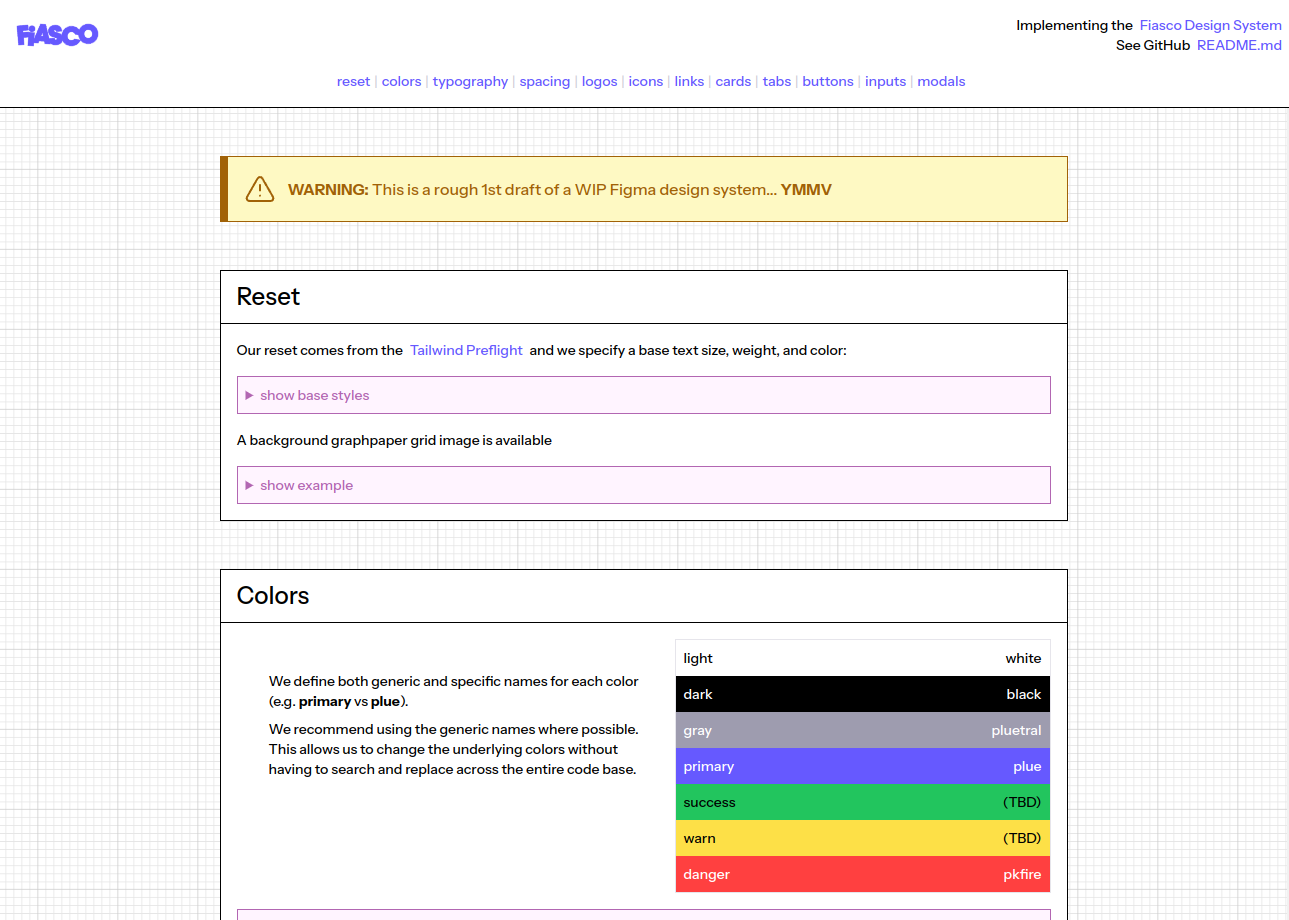 FiASCO
Implementing the Fiasco Design System
See GitHub README.md
reset | colors | typography | spacing | logos | icons | links | cards | tabs | buttons | inputs | modals
WARNING: This is a rough 1st draft of a WIP Figma design system... YMMV
Reset
Our reset comes from the Tailwind Preflight and we specify a base text size, weight, and color:
show base styles
A background graphpaper grid image is available
show example
Colors
We define both generic and specific names for each color
(e.g. primary vs plue).
We recommend using the generic names where possible.
This allows us to change the underlying colors without
having to search and replace across the entire code base.
light white
dark black
gray pluetral
primary plue
success (TBD)
warn (TBD)
danger pkfire